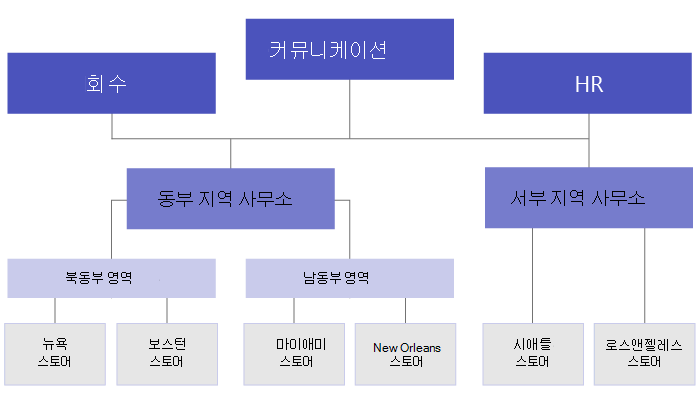 커뮤니케이션
회수
HR
동부 지역 사무소
서부 지역 사무소
북동부 영역
남동부 영역
뉴욕
스토어
보스턴
스토어
마이애미
스토어
New Orleans
스토어
시애틀
스토어
로스앤젤레스
스토어